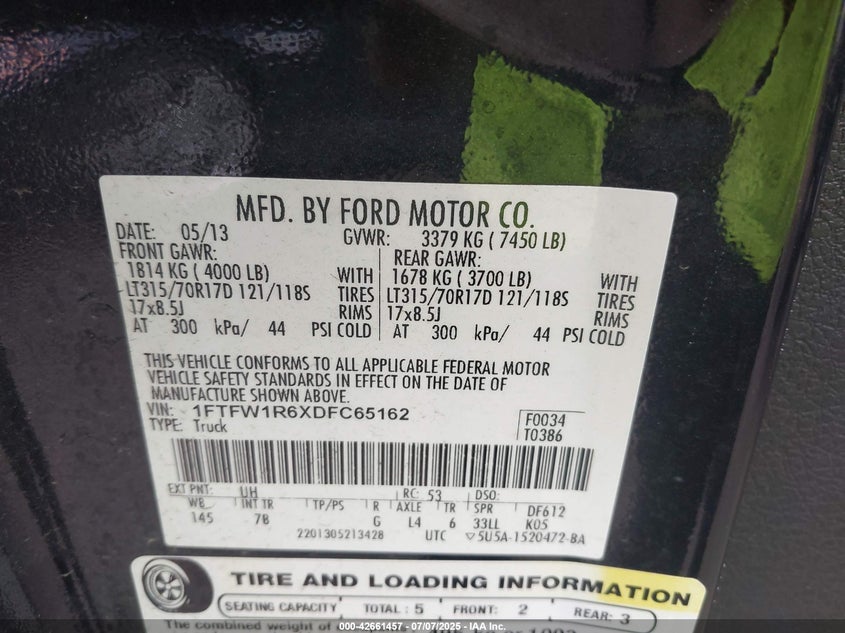 MFD. BY FORD MOTOR CO.
DATE: 05/13 GVWR: 3379 KG ( 7450 LB)
FRONT GAWR: REAR GAWR:
1814 KG ( 4000 LB) WITH 1678 KG ( 3700 LB) WITH
LT315/70R17D 121/118S TIRES LT315/70R17D 121/118S TIRES
17x8.5J RIMS 17x8.5J RIMS
AT 300 kPa/ 44 PSI COLD AT 300 kPa/ 44 PSI COLD
THIS VEHICLE CONFORMS TO ALL APPLICABLE FEDERAL MOTOR
VEHICLE SAFETY STANDARDS IN EFFECT ON THE DATE OF
MANUFACTURE SHOWN ABOVE.
VIN: 1FTFW1R6XDFC65162 F0034
TYPE: Truck T0386
EXT PNT: UH RC: 53 DSO:
WB INT TR TP/PS R AXLE TR SPR DF612
145 7B G L4 6 33LL K05
2201305213428 UTC ▽5U5A-1520472-BA
TIRE AND LOADING INFORMATION
SEATING CAPACITY TOTAL : 5 FRONT: 2 REAR: 3
The combined weight of
000-42661457 07/07/2025 IAAI.com